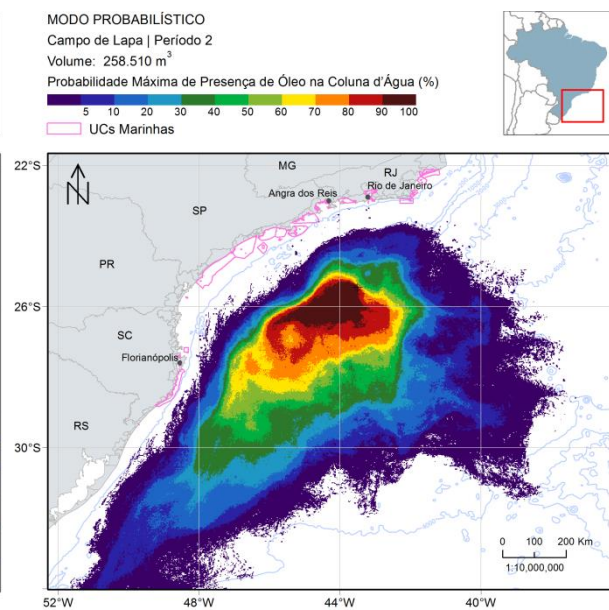 MODO PROBABILÍSTICO
Campo de Lapa | Período 2
Volume: 258.510 m³
Probabilidade Máxima de Presença de Óleo na Coluna d'Água (%)
5 10 20 30 40 50 60 70 80 90 100
UCs Marinhas
22°S
26°S
30°S
N
MG
RJ
Rio de Janeiro
Angra dos Reis
SP
PR
SC
Florianópolis
RS
0 100 200 Km
1:10,000,000
52°W 48°W 44°W 40°W